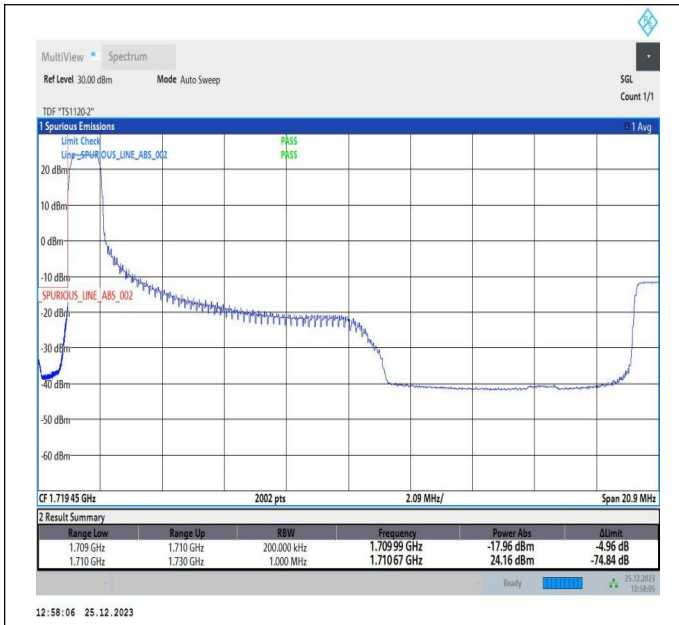 R S
MultiView Spectrum
Ref Level 30.00 dBm Mode Auto Sweep SGL
Count 1/1
TDF "TS1120-2"
1 Spurious Emissions 1 Avg
Limit Check PASS
Line _SPURIOUS_LINE_ABS_002 PASS
20 dBm
10 dBm
0 dBm
-10 dBm
_SPURIOUS_LINE_ABS_002
-20 dBm
-30 dBm
-40 dBm
-50 dBm
-60 dBm
CF 1.719 45 GHz 2002 pts 2.09 MHz/ Span 20.9 MHz
2 Result Summary
Range Low Range Up RBW Frequency Power Abs ΔLimit
1.709 GHz 1.710 GHz 200.000 kHz 1.70999 GHz -17.96 dBm -4.96 dB
1.710 GHz 1.730 GHz 1.000 MHz 1.71067 GHz 24.16 dBm -74.84 dB
Ready 25.12.2023
12:58:05
12:58:06 25.12.2023